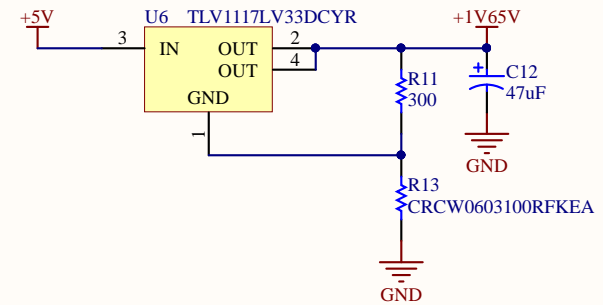 +5V
U6 TLV1117LV33DCYR
+1V65V
3 IN OUT 2
OUT 4
GND
1
R11
300
C12
47uF
GND
R13
CRCW0603100RFKEA
GND